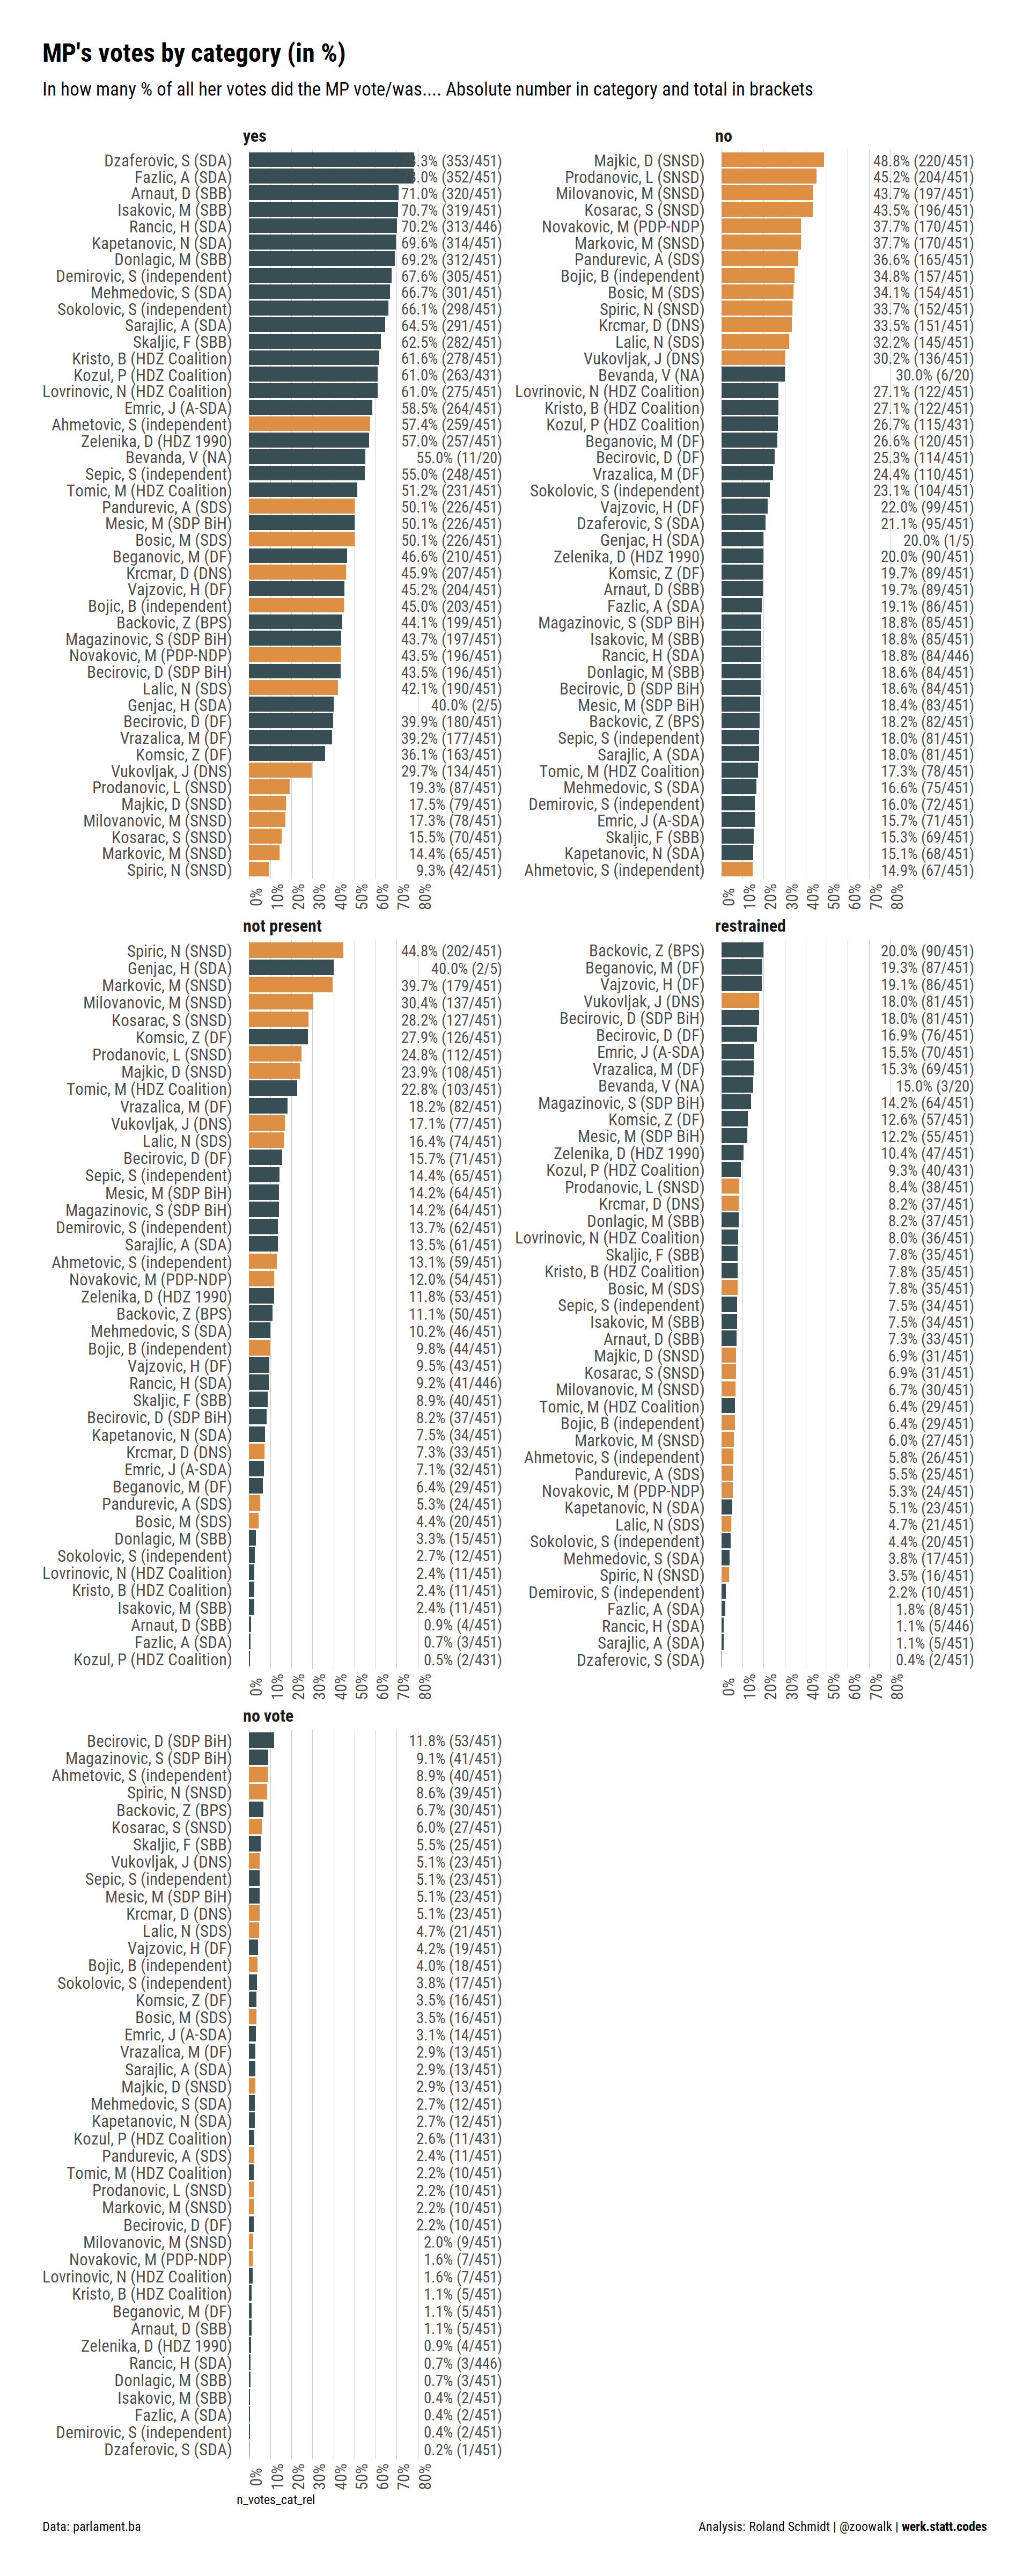 MP's votes by category (in %)
In how many % of all her votes did the MP vote/was.... Absolute number in category and total in brackets
yes
Dzaferovic, S (SDA) .3% (353/451)
Fazlic, A (SDA) .0% (352/451)
Arnaut, D (SBB) 71.0% (320/451)
Isakovic, M (SBB) 70.7% (319/451)
Rancic, H (SDA) 70.2% (313/446)
Kapetanovic, N (SDA) 69.6% (314/451)
Donlagic, M (SBB) 69.2% (312/451)
Demirovic, S (independent) 67.6% (305/451)
Mehmedovic, S (SDA) 66.7% (301/451)
Sokolovic, S (independent) 66.1% (298/451)
Sarajlic, A (SDA) 64.5% (291/451)
Skaljic, F (SBB) 62.5% (282/451)
Kristo, B (HDZ Coalition) 61.6% (278/451)
Kozul, P (HDZ Coalition) 61.0% (263/431)
Lovrinovic, N (HDZ Coalition) 61.0% (275/451)
Emric, J (A-SDA) 58.5% (264/451)
Ahmetovic, S (independent) 57.4% (259/451)
Zelenika, D (HDZ 1990) 57.0% (257/451)
Bevanda, V (NA) 55.0% (11/20)
Sepic, S (independent) 55.0% (248/451)
Tomic, M (HDZ Coalition) 51.2% (231/451)
Pandurevic, A (SDS) 50.1% (226/451)
Mesic, M (SDP BiH) 50.1% (226/451)
Bosic, M (SDS) 50.1% (226/451)
Beganovic, M (DF) 46.6% (210/451)
Krcmar, D (DNS) 45.9% (207/451)
Vajzovic, H (DF) 45.2% (204/451)
Bojic, B (independent) 45.0% (203/451)
Backovic, Z (BPS) 44.1% (199/451)
Magazinovic, S (SDP BiH) 43.7% (197/451)
Novakovic, M (PDP-NDP) 43.5% (196/451)
Becirovic, D (SDP BiH) 43.5% (196/451)
Lalic, N (SDS) 42.1% (190/451)
Genjac, H (SDA) 40.0% (2/5)
Becirovic, D (DF) 39.9% (180/451)
Vrazalica, M (DF) 39.2% (177/451)
Komsic, Z (DF) 36.1% (163/451)
Vukovljak, J (DNS) 29.7% (134/451)
Prodanovic, L (SNSD) 19.3% (87/451)
Majkic, D (SNSD) 17.5% (79/451)
Milovanovic, M (SNSD) 17.3% (78/451)
Kosarac, S (SNSD) 15.5% (70/451)
Markovic, M (SNSD) 14.4% (65/451)
Spiric, N (SNSD) 9.3% (42/451)
0% 10% 20% 30% 40% 50% 60% 70% 80%
no
Majkic, D (SNSD) 48.8% (220/451)
Prodanovic, L (SNSD) 45.2% (204/451)
Milovanovic, M (SNSD) 43.7% (197/451)
Kosarac, S (SNSD) 43.5% (196/451)
Novakovic, M (PDP-NDP) 37.7% (170/451)
Markovic, M (SNSD) 37.7% (170/451)
Pandurevic, A (SDS) 36.6% (165/451)
Bojic, B (independent) 34.8% (157/451)
Bosic, M (SDS) 34.1% (154/451)
Spiric, N (SNSD) 33.7% (152/451)
Krcmar, D (DNS) 33.5% (151/451)
Lalic, N (SDS) 32.2% (145/451)
Vukovljak, J (DNS) 30.2% (136/451)
Bevanda, V (NA) 30.0% (6/20)
Lovrinovic, N (HDZ Coalition) 27.1% (122/451)
Kristo, B (HDZ Coalition) 27.1% (122/451)
Kozul, P (HDZ Coalition) 26.7% (115/431)
Beganovic, M (DF) 26.6% (120/451)
Becirovic, D (DF) 25.3% (114/451)
Vrazalica, M (DF) 24.4% (110/451)
Sokolovic, S (independent) 23.1% (104/451)
Vajzovic, H (DF) 22.0% (99/451)
Dzaferovic, S (SDA) 21.1% (95/451)
Genjac, H (SDA) 20.0% (1/5)
Zelenika, D (HDZ 1990) 20.0% (90/451)
Komsic, Z (DF) 19.7% (89/451)
Arnaut, D (SBB) 19.7% (89/451)
Fazlic, A (SDA) 19.1% (86/451)
Magazinovic, S (SDP BiH) 18.8% (85/451)
Isakovic, M (SBB) 18.8% (85/451)
Rancic, H (SDA) 18.8% (84/446)
Donlagic, M (SBB) 18.6% (84/451)
Becirovic, D (SDP BiH) 18.6% (84/451)
Mesic, M (SDP BiH) 18.4% (83/451)
Backovic, Z (BPS) 18.2% (82/451)
Sepic, S (independent) 18.0% (81/451)
Sarajlic, A (SDA) 18.0% (81/451)
Tomic, M (HDZ Coalition) 17.3% (78/451)
Mehmedovic, S (SDA) 16.6% (75/451)
Demirovic, S (independent) 16.0% (72/451)
Emric, J (A-SDA) 15.7% (71/451)
Skaljic, F (SBB) 15.3% (69/451)
Kapetanovic, N (SDA) 15.1% (68/451)
Ahmetovic, S (independent) 14.9% (67/451)
0% 10% 20% 30% 40% 50% 60% 70% 80%
not present
Spiric, N (SNSD) 44.8% (202/451)
Genjac, H (SDA) 40.0% (2/5)
Markovic, M (SNSD) 39.7% (179/451)
Milovanovic, M (SNSD) 30.4% (137/451)
Kosarac, S (SNSD) 28.2% (127/451)
Komsic, Z (DF) 27.9% (126/451)
Prodanovic, L (SNSD) 24.8% (112/451)
Majkic, D (SNSD) 23.9% (108/451)
Tomic, M (HDZ Coalition) 22.8% (103/451)
Vrazalica, M (DF) 18.2% (82/451)
Vukovljak, J (DNS) 17.1% (77/451)
Lalic, N (SDS) 16.4% (74/451)
Becirovic, D (DF) 15.7% (71/451)
Sepic, S (independent) 14.4% (65/451)
Mesic, M (SDP BiH) 14.2% (64/451)
Magazinovic, S (SDP BiH) 14.2% (64/451)
Demirovic, S (independent) 13.7% (62/451)
Sarajlic, A (SDA) 13.5% (61/451)
Ahmetovic, S (independent) 13.1% (59/451)
Novakovic, M (PDP-NDP) 12.0% (54/451)
Zelenika, D (HDZ 1990) 11.8% (53/451)
Backovic, Z (BPS) 11.1% (50/451)
Mehmedovic, S (SDA) 10.2% (46/451)
Bojic, B (independent) 9.8% (44/451)
Vajzovic, H (DF) 9.5% (43/451)
Rancic, H (SDA) 9.2% (41/446)
Skaljic, F (SBB) 8.9% (40/451)
Becirovic, D (SDP BiH) 8.2% (37/451)
Kapetanovic, N (SDA) 7.5% (34/451)
Krcmar, D (DNS) 7.3% (33/451)
Emric, J (A-SDA) 7.1% (32/451)
Beganovic, M (DF) 6.4% (29/451)
Pandurevic, A (SDS) 5.3% (24/451)
Bosic, M (SDS) 4.4% (20/451)
Donlagic, M (SBB) 3.3% (15/451)
Sokolovic, S (independent) 2.7% (12/451)
Lovrinovic, N (HDZ Coalition) 2.4% (11/451)
Kristo, B (HDZ Coalition) 2.4% (11/451)
Isakovic, M (SBB) 2.4% (11/451)
Arnaut, D (SBB) 0.9% (4/451)
Fazlic, A (SDA) 0.7% (3/451)
Kozul, P (HDZ Coalition) 0.5% (2/431)
0% 10% 20% 30% 40% 50% 60% 70% 80%
restrained
Backovic, Z (BPS) 20.0% (90/451)
Beganovic, M (DF) 19.3% (87/451)
Vajzovic, H (DF) 19.1% (86/451)
Vukovljak, J (DNS) 18.0% (81/451)
Becirovic, D (SDP BiH) 18.0% (81/451)
Becirovic, D (DF) 16.9% (76/451)
Emric, J (A-SDA) 15.5% (70/451)
Vrazalica, M (DF) 15.3% (69/451)
Bevanda, V (NA) 15.0% (3/20)
Magazinovic, S (SDP BiH) 14.2% (64/451)
Komsic, Z (DF) 12.6% (57/451)
Mesic, M (SDP BiH) 12.2% (55/451)
Zelenika, D (HDZ 1990) 10.4% (47/451)
Kozul, P (HDZ Coalition) 9.3% (40/431)
Prodanovic, L (SNSD) 8.4% (38/451)
Krcmar, D (DNS) 8.2% (37/451)
Donlagic, M (SBB) 8.2% (37/451)
Lovrinovic, N (HDZ Coalition) 8.0% (36/451)
Skaljic, F (SBB) 7.8% (35/451)
Kristo, B (HDZ Coalition) 7.8% (35/451)
Bosic, M (SDS) 7.8% (35/451)
Sepic, S (independent) 7.5% (34/451)
Isakovic, M (SBB) 7.5% (34/451)
Arnaut, D (SBB) 7.3% (33/451)
Majkic, D (SNSD) 6.9% (31/451)
Kosarac, S (SNSD) 6.9% (31/451)
Milovanovic, M (SNSD) 6.7% (30/451)
Tomic, M (HDZ Coalition) 6.4% (29/451)
Bojic, B (independent) 6.4% (29/451)
Markovic, M (SNSD) 6.0% (27/451)
Ahmetovic, S (independent) 5.8% (26/451)
Pandurevic, A (SDS) 5.5% (25/451)
Novakovic, M (PDP-NDP) 5.3% (24/451)
Kapetanovic, N (SDA) 5.1% (23/451)
Lalic, N (SDS) 4.7% (21/451)
Sokolovic, S (independent) 4.4% (20/451)
Mehmedovic, S (SDA) 3.8% (17/451)
Spiric, N (SNSD) 3.5% (16/451)
Demirovic, S (independent) 2.2% (10/451)
Fazlic, A (SDA) 1.8% (8/451)
Rancic, H (SDA) 1.1% (5/446)
Sarajlic, A (SDA) 1.1% (5/451)
Dzaferovic, S (SDA) 0.4% (2/451)
0% 10% 20% 30% 40% 50% 60% 70% 80%
no vote
Becirovic, D (SDP BiH) 11.8% (53/451)
Magazinovic, S (SDP BiH) 9.1% (41/451)
Ahmetovic, S (independent) 8.9% (40/451)
Spiric, N (SNSD) 8.6% (39/451)
Backovic, Z (BPS) 6.7% (30/451)
Kosarac, S (SNSD) 6.0% (27/451)
Skaljic, F (SBB) 5.5% (25/451)
Vukovljak, J (DNS) 5.1% (23/451)
Sepic, S (independent) 5.1% (23/451)
Mesic, M (SDP BiH) 5.1% (23/451)
Krcmar, D (DNS) 5.1% (23/451)
Lalic, N (SDS) 4.7% (21/451)
Vajzovic, H (DF) 4.2% (19/451)
Bojic, B (independent) 4.0% (18/451)
Sokolovic, S (independent) 3.8% (17/451)
Komsic, Z (DF) 3.5% (16/451)
Bosic, M (SDS) 3.5% (16/451)
Emric, J (A-SDA) 3.1% (14/451)
Vrazalica, M (DF) 2.9% (13/451)
Sarajlic, A (SDA) 2.9% (13/451)
Majkic, D (SNSD) 2.9% (13/451)
Mehmedovic, S (SDA) 2.7% (12/451)
Kapetanovic, N (SDA) 2.7% (12/451)
Kozul, P (HDZ Coalition) 2.6% (11/431)
Pandurevic, A (SDS) 2.4% (11/451)
Tomic, M (HDZ Coalition) 2.2% (10/451)
Prodanovic, L (SNSD) 2.2% (10/451)
Markovic, M (SNSD) 2.2% (10/451)
Becirovic, D (DF) 2.2% (10/451)
Milovanovic, M (SNSD) 2.0% (9/451)
Novakovic, M (PDP-NDP) 1.6% (7/451)
Lovrinovic, N (HDZ Coalition) 1.6% (7/451)
Kristo, B (HDZ Coalition) 1.1% (5/451)
Beganovic, M (DF) 1.1% (5/451)
Arnaut, D (SBB) 1.1% (5/451)
Zelenika, D (HDZ 1990) 0.9% (4/451)
Rancic, H (SDA) 0.7% (3/446)
Donlagic, M (SBB) 0.7% (3/451)
Isakovic, M (SBB) 0.4% (2/451)
Fazlic, A (SDA) 0.4% (2/451)
Demirovic, S (independent) 0.4% (2/451)
Dzaferovic, S (SDA) 0.2% (1/451)
0% 10% 20% 30% 40% 50% 60% 70% 80%
n_votes_cat_rel
Data: parlament.ba
Analysis: Roland Schmidt | @zoowalk | werk.statt.codes